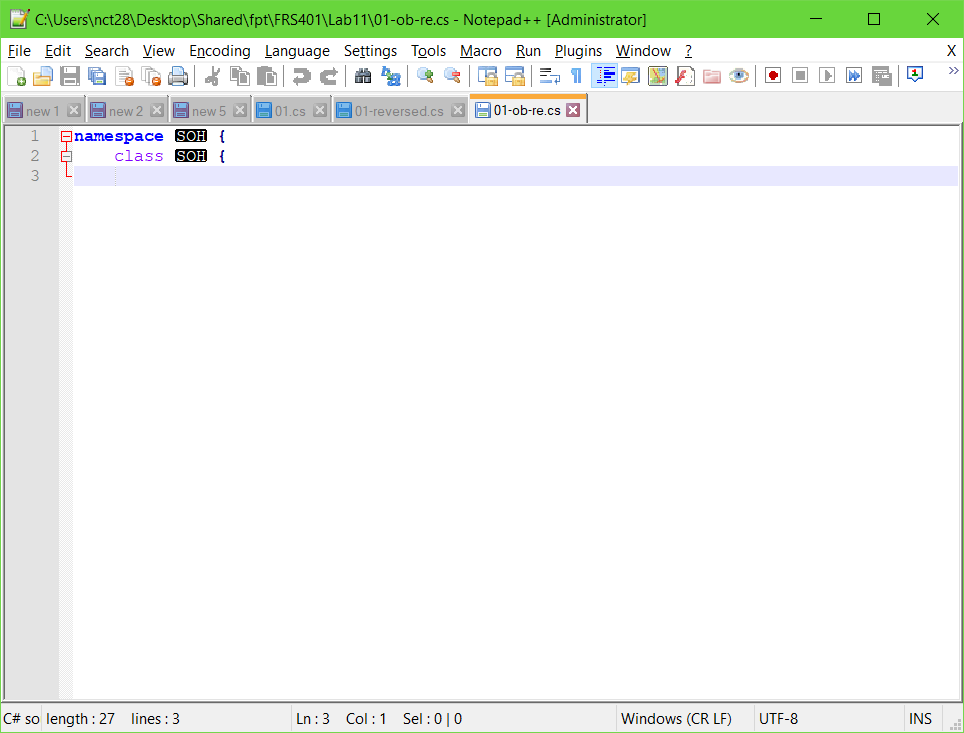 C:\Users\nct28\Desktop\Shared\fpt\FRS401\Lab11\01-ob-re.cs - Notepad++ [Administrator]
File Edit Search View Encoding Language Settings Tools Macro Run Plugins Window ? X
new 1 new 2 new 5 01.cs 01-reversed.cs 01-ob-re.cs
1 namespace SOH {
2 class SOH {
3
C# so length : 27 lines : 3 Ln : 3 Col : 1 Sel : 0 | 0 Windows (CR LF) UTF-8 INS